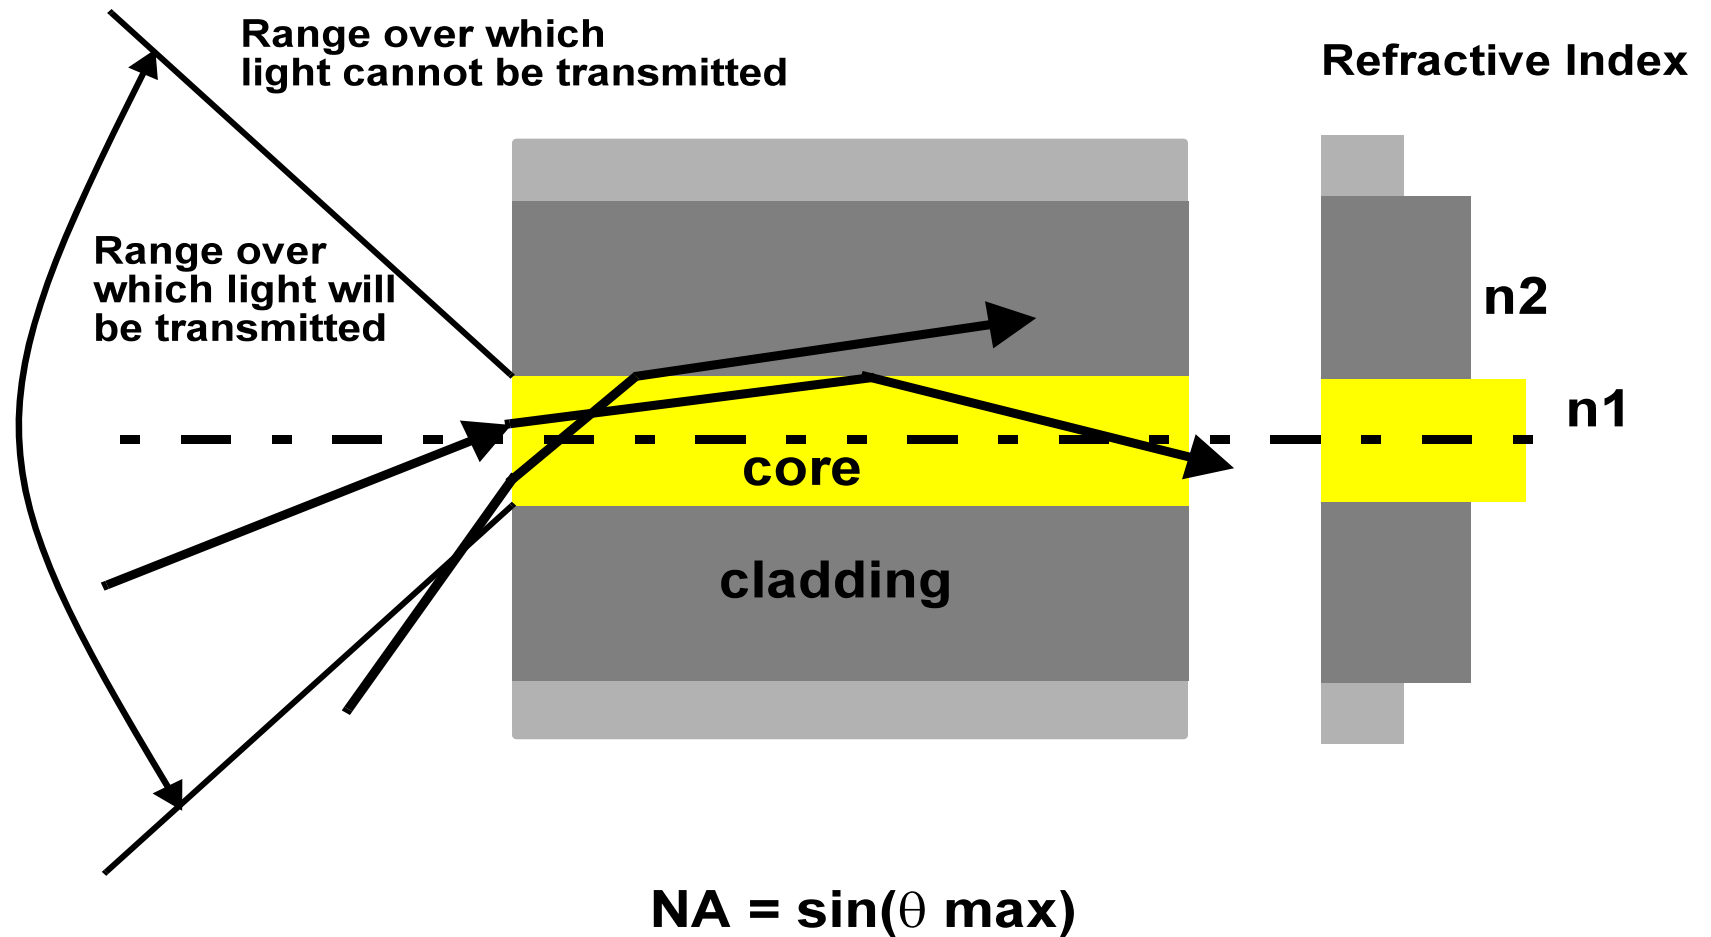 Range over which
light cannot be transmitted
Refractive Index
Range over
which light will
be transmitted
n2
n1
core
cladding
NA = sin(θ max)